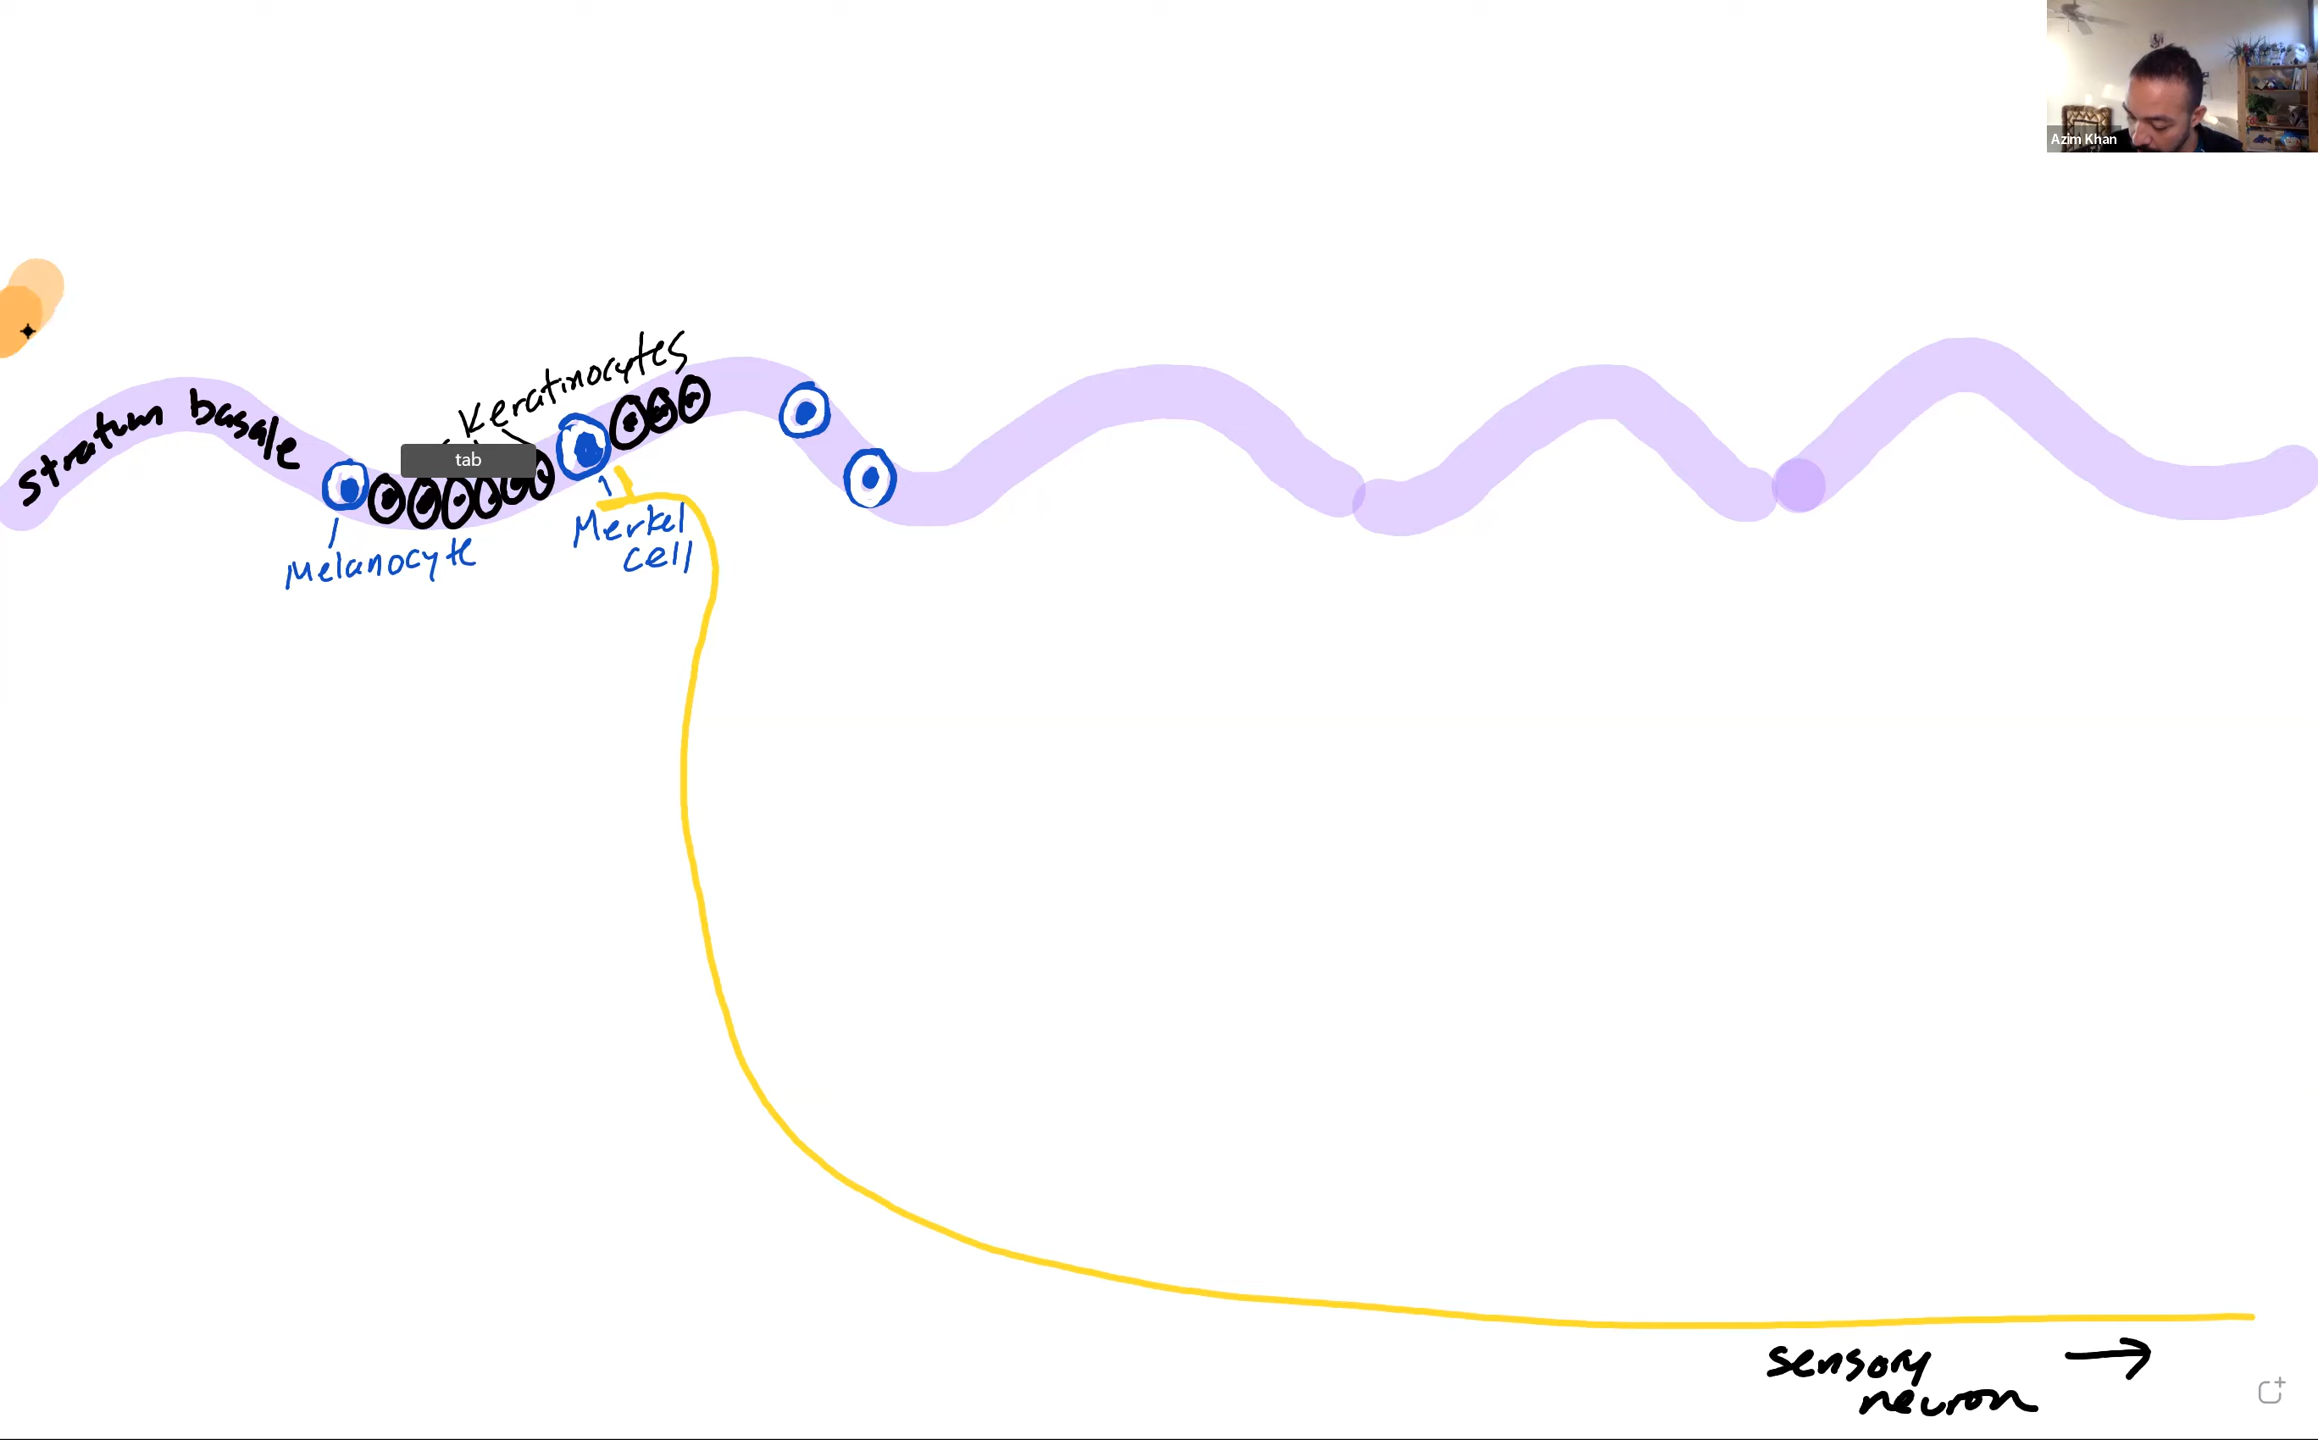 Azim Khan
Keratinocytes
stratum basale
tab
Merkel
cell
Melanocyte
sensory
neuron